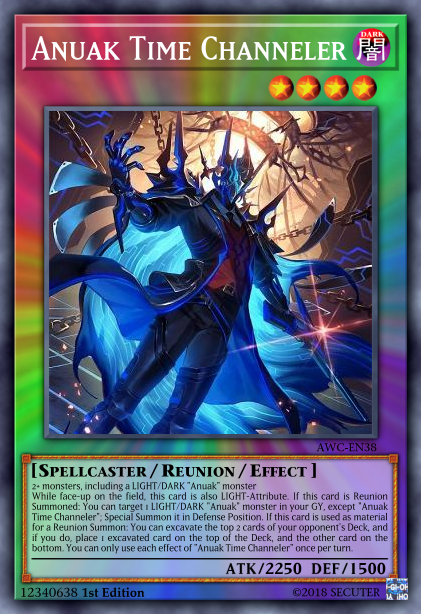 ANUAK TIME CHANNELER
DARK
闇
AWC-EN38
[SPELLCASTER / REUNION / EFFECT ]
2+ monsters, including a LIGHT/DARK "Anuak" monster
While face-up on the field, this card is also LIGHT-Attribute. If this card is Reunion
Summoned: You can target 1 LIGHT/DARK "Anuak" monster in your GY, except "Anuak
Time Channeler"; Special Summon it in Defense Position. If this card is used as material
for a Reunion Summon: You can excavate the top 2 cards of your opponent's Deck, and
if you do, place 1 excavated card on the top of the Deck, and the other card on the
bottom. You can only use each effect of "Anuak Time Channeler" once per turn.
ATK/2250 DEF/1500
12340638 1st Edition
©2018 SECUTER